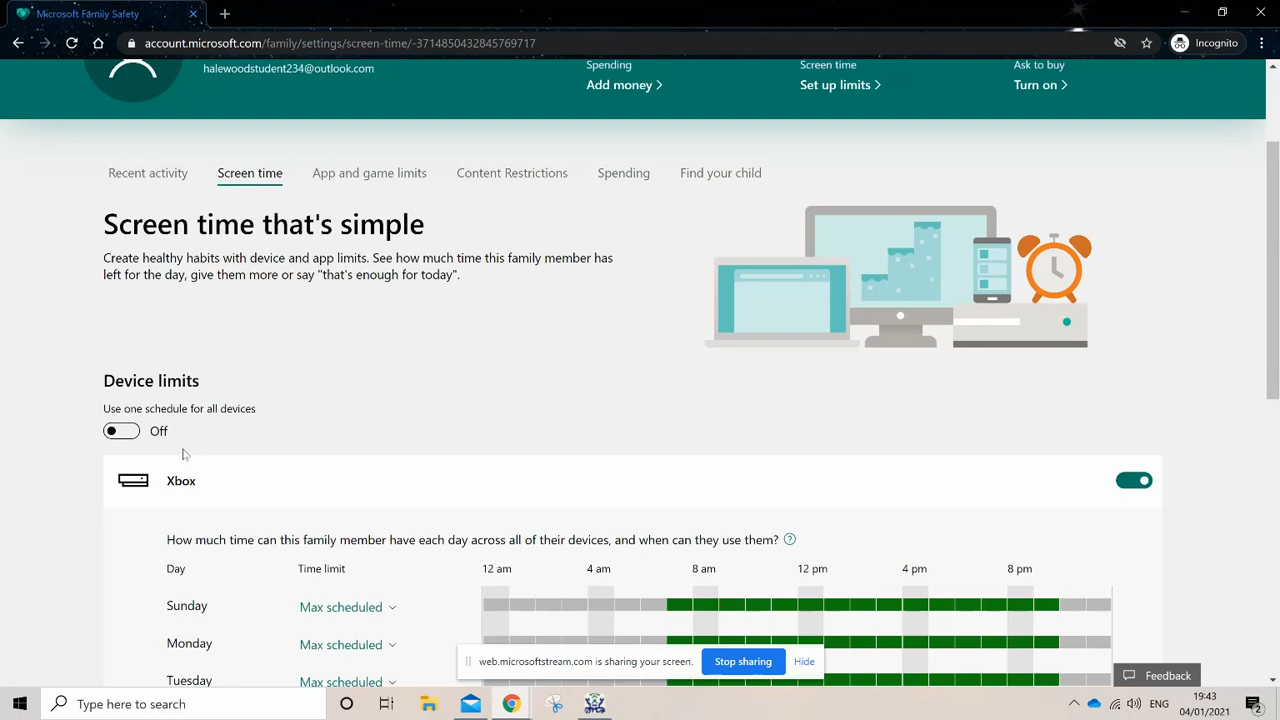 Microsoft Family Safety
account.microsoft.com/family/settings/screen-time/-3714850432845769717
Incognito
halewoodstudent234@outlook.com
Spending
Screen time
Ask to buy
Add money
Set up limits
Turn on
Recent activity
Screen time
App and game limits
Content Restrictions
Spending
Find your child
Screen time that's simple
Create healthy habits with device and app limits. See how much time this family member has
left for the day, give them more or say "that's enough for today".
Device limits
Use one schedule for all devices
Off
Xbox
How much time can this family member have each day across all of their devices, and when can they use them?
Day
Time limit
12 am
4 am
8 am
12 pm
4 pm
8 pm
Sunday
Max scheduled
Monday
Max scheduled
Tuesday
Max scheduled
web.microsoftstream.com is sharing your screen.
Stop sharing
Hide
Feedback
Type here to search
ENG
19:43
04/01/2021
2